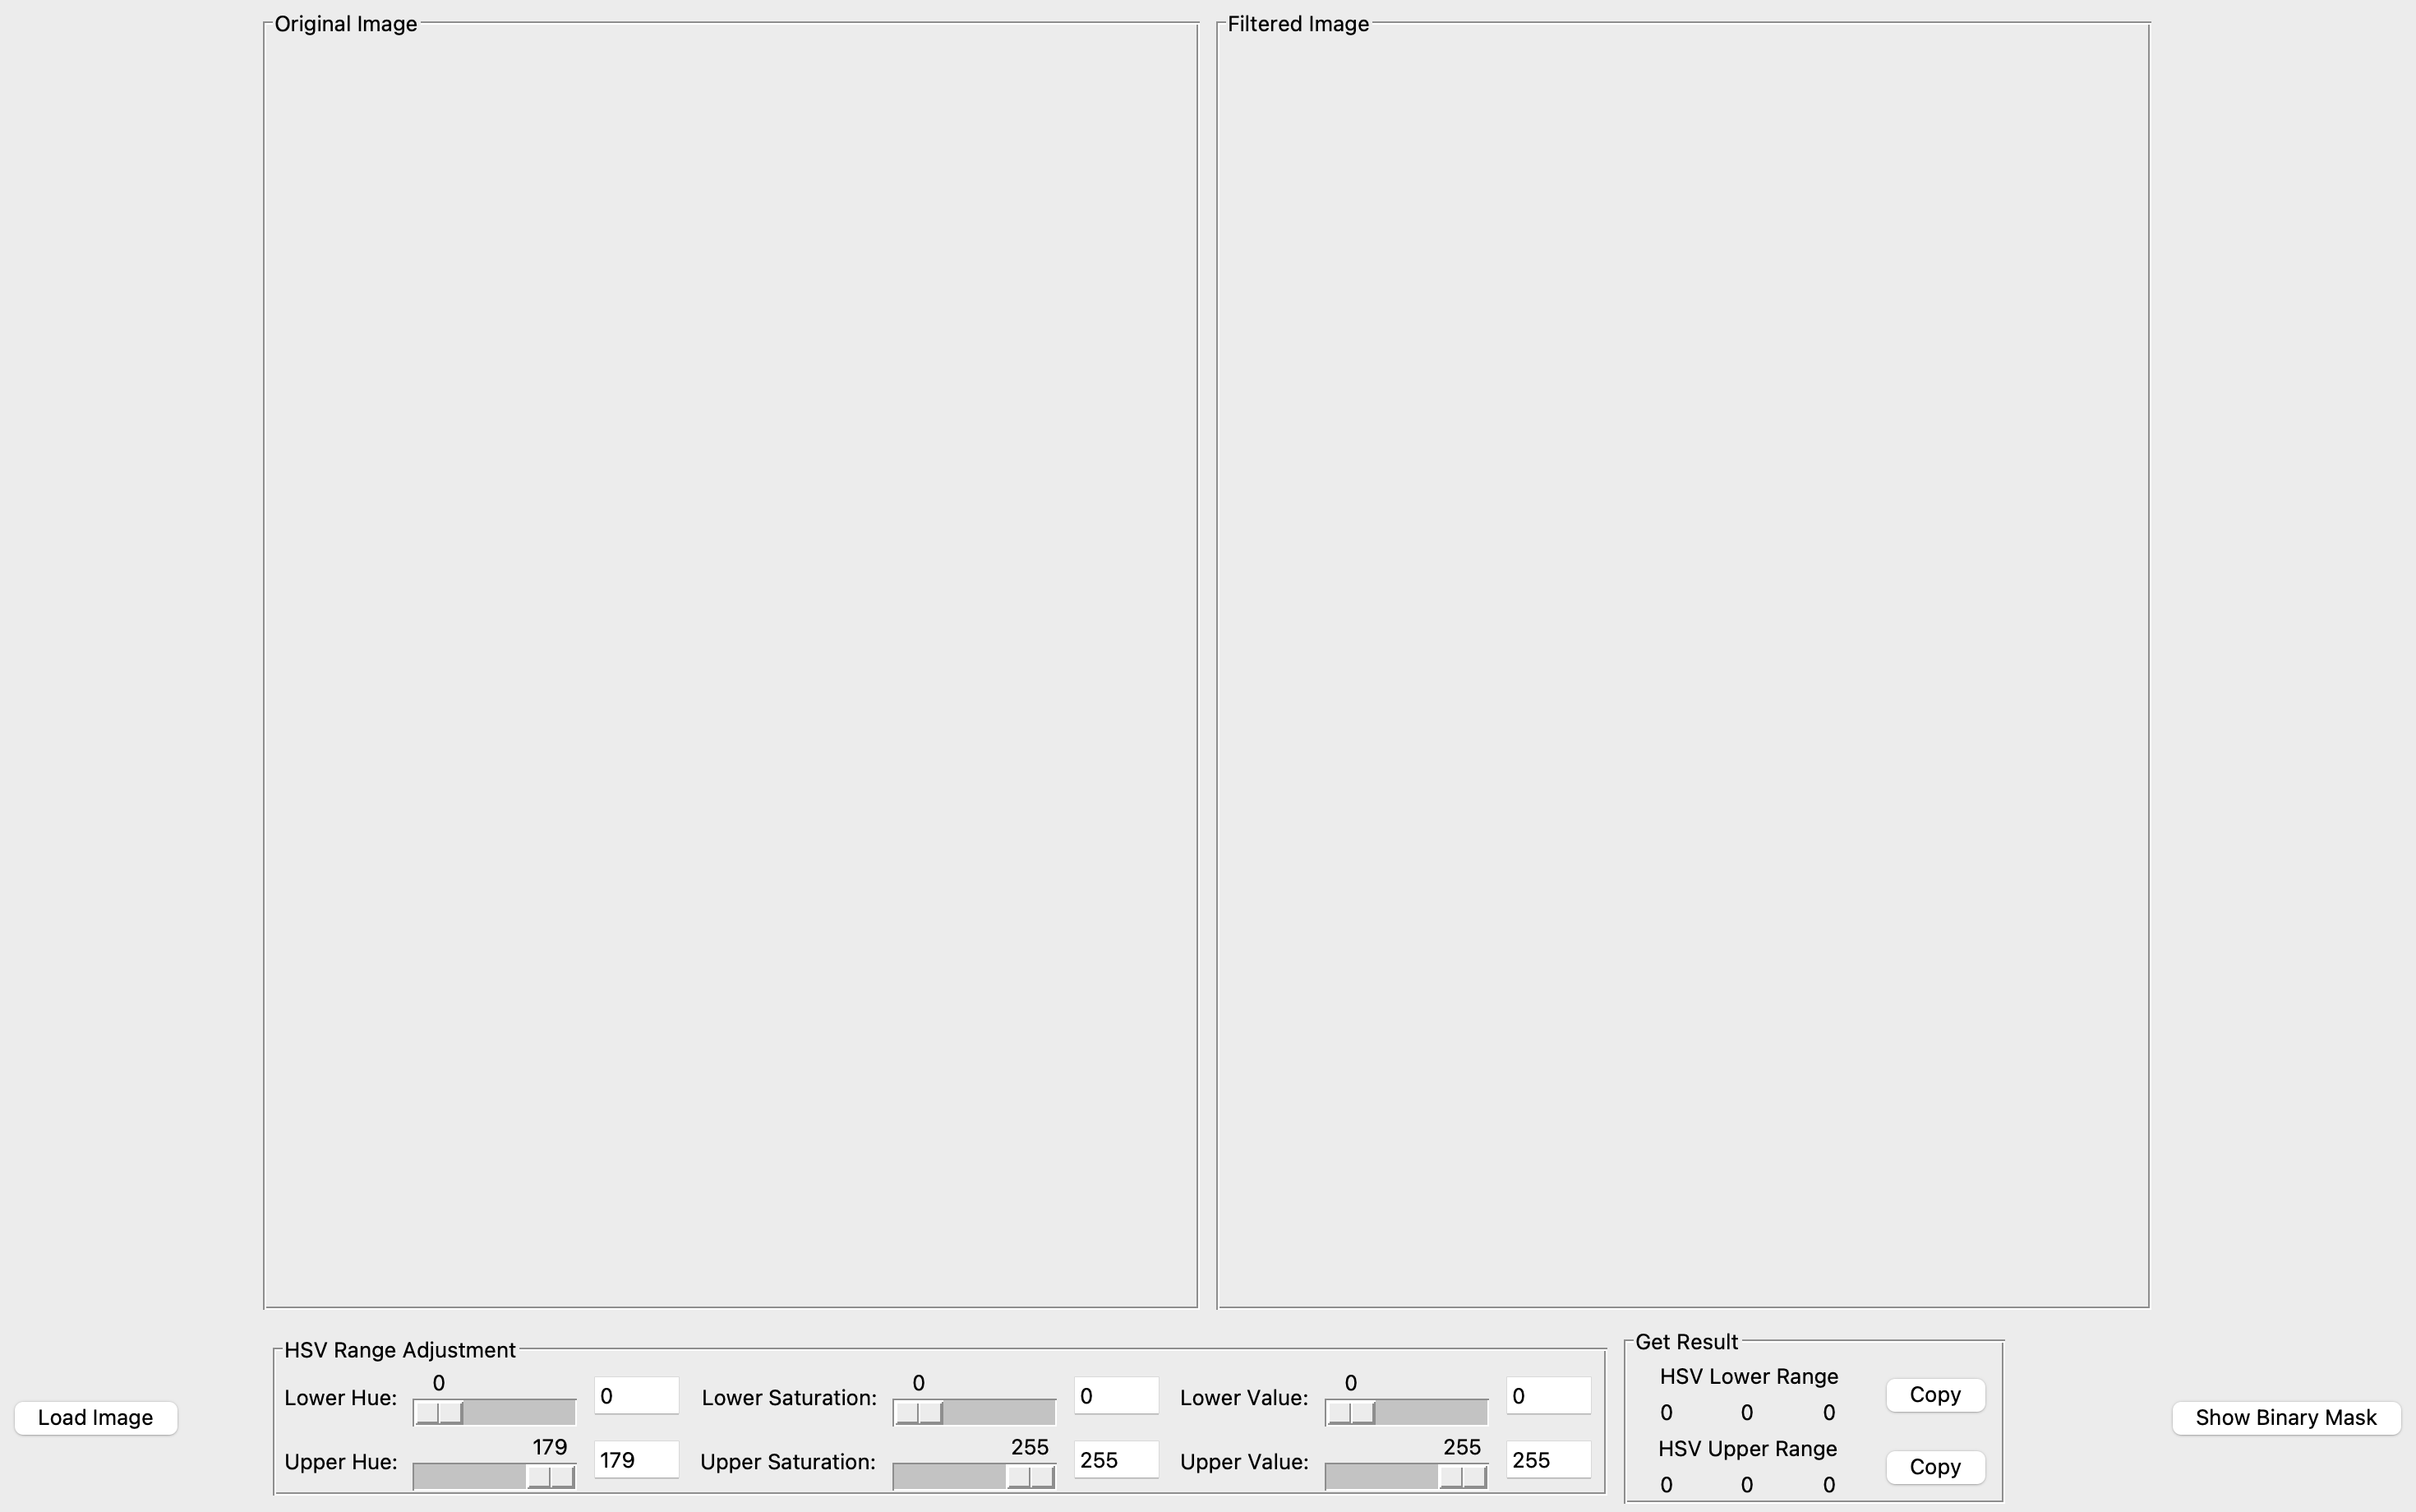 Original Image
Filtered Image
HSV Range Adjustment
Lower Hue: 0 0 Lower Saturation: 0 0 Lower Value: 0 0
Upper Hue: 179 179 Upper Saturation: 255 255 Upper Value: 255 255
Get Result
HSV Lower Range
0 0 0
Copy
HSV Upper Range
0 0 0
Copy
Load Image
Show Binary Mask